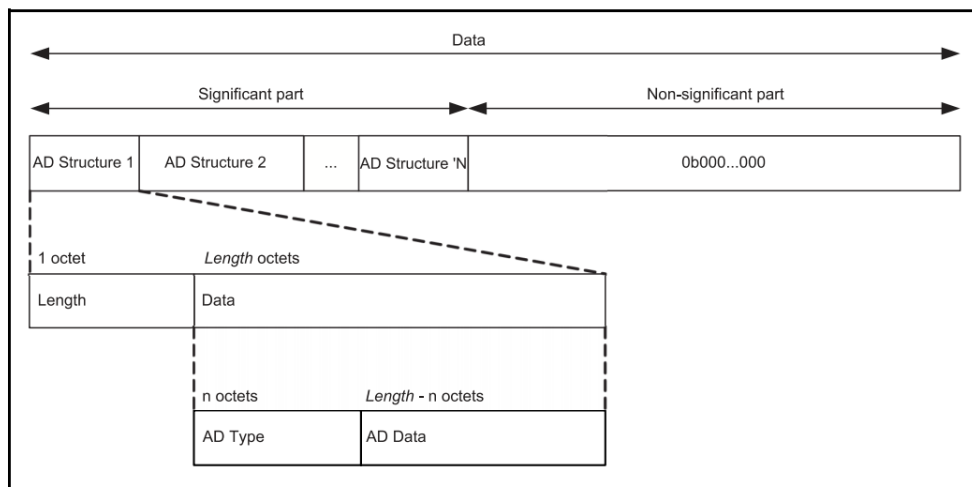 Data
Significant part
Non-significant part
AD Structure 1
AD Structure 2
...
AD Structure 'N
0b000...000
1 octet
Length octets
Length
Data
n octets
Length - n octets
AD Type
AD Data